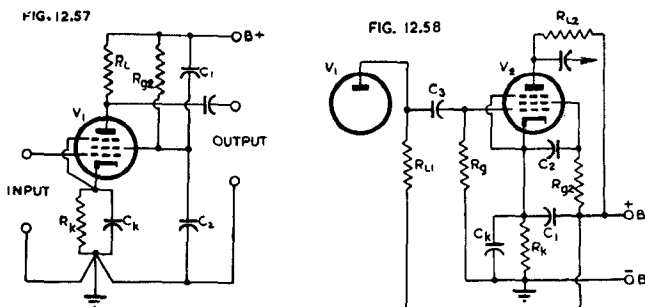 FIG. 12.57
B+
RL
Rg2
C1
V1
OUTPUT
INPUT
Rk
Ck
C2
FIG. 12.58
RL2
V1
V2
C3
RL1
Rg
C2
Rg2
C1
+
B
Ck
Rk
-
B